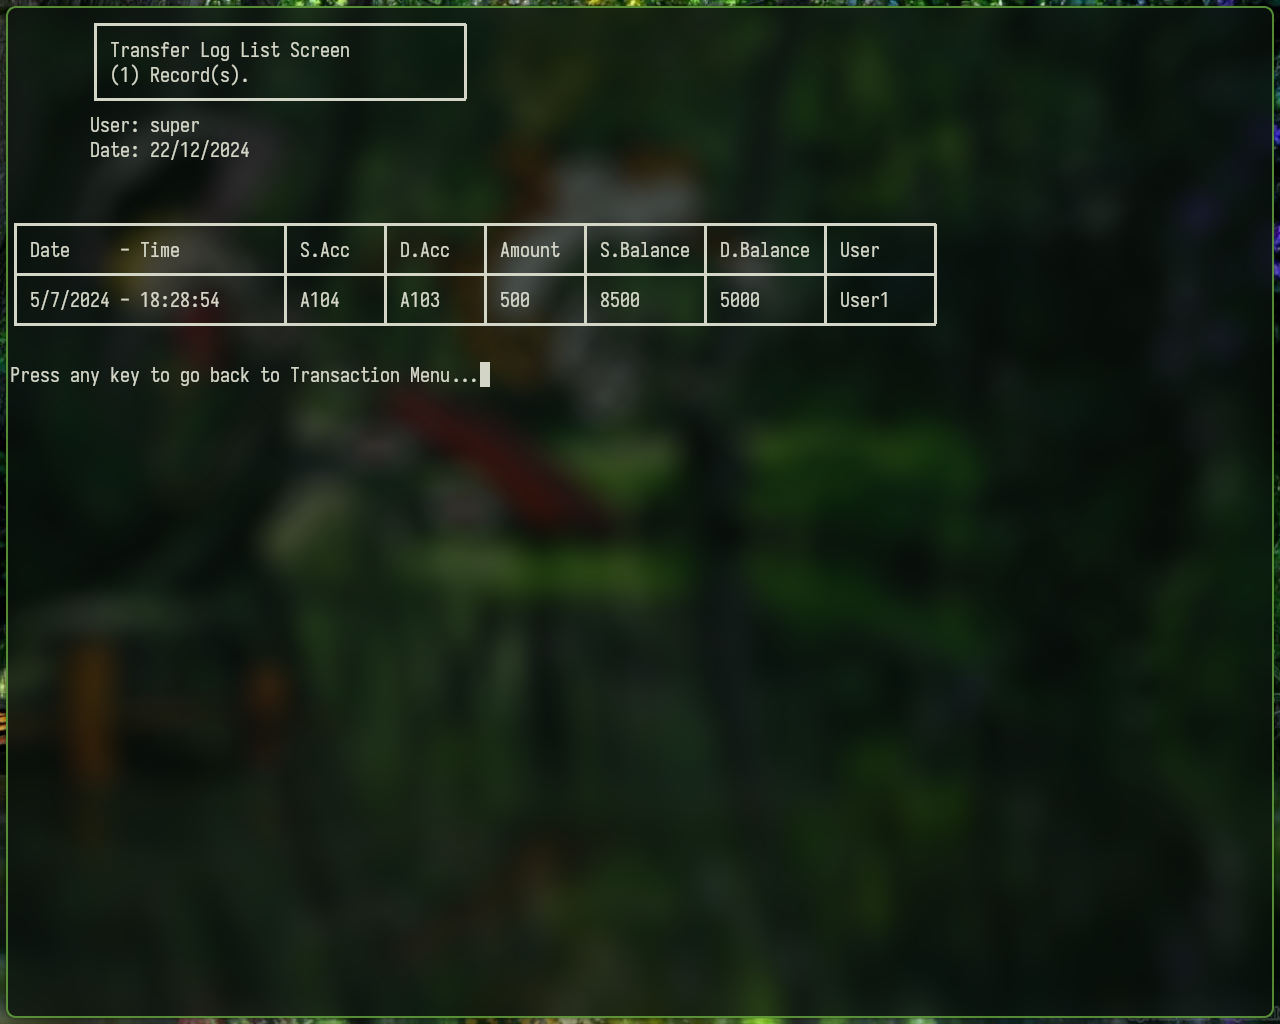 Transfer Log List Screen
(1) Record(s).
User: super
Date: 22/12/2024
Date - Time S.Acc D.Acc Amount S.Balance D.Balance User
5/7/2024 - 18:28:54 A104 A103 500 8500 5000 User1
Press any key to go back to Transaction Menu...